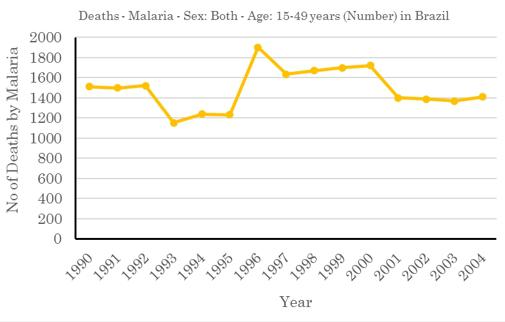 Deaths - Malaria - Sex: Both - Age: 15-49 years (Number) in Brazil
No of Deaths by Malaria
2000
1800
1600
1400
1200
1000
800
600
400
200
0
1990 1991 1992 1993 1994 1995 1996 1997 1998 1999 2000 2001 2002 2003 2004
Year